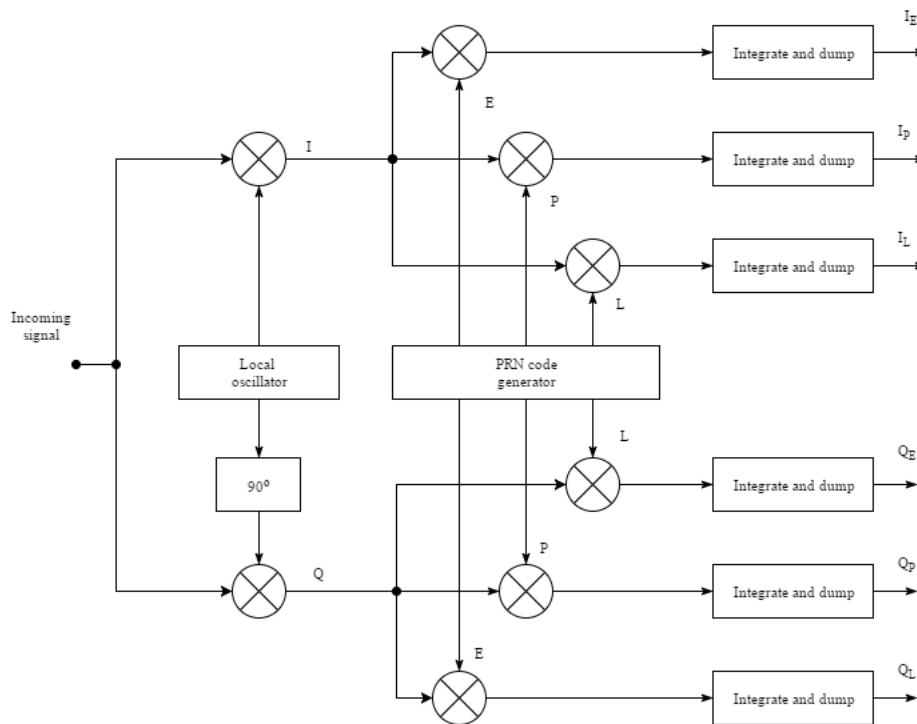 I_E
Integrate and dump
E
I_P
I
Integrate and dump
P
I_L
Integrate and dump
L
Incoming
signal
Local
oscillator
PRN code
generator
L
Q_E
90⁰
Integrate and dump
P
Q_P
Q
Integrate and dump
E
Q_L
Integrate and dump